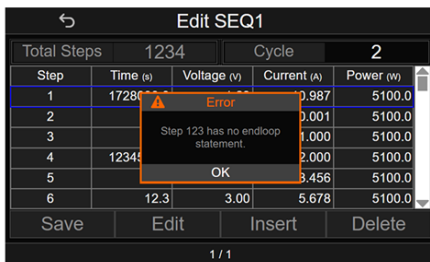 Edit SEQ1
Total Steps 1234 Cycle 2
Step Time (s) Voltage (V) Current (A) Power (W)
1 5100.0
2 5100.0
3 5100.0
4 5100.0
5 5100.0
6 12.3 3.00 5.678 5100.0
Error
Step 123 has no endloop
statement.
OK
Save Edit Insert Delete
1 / 1